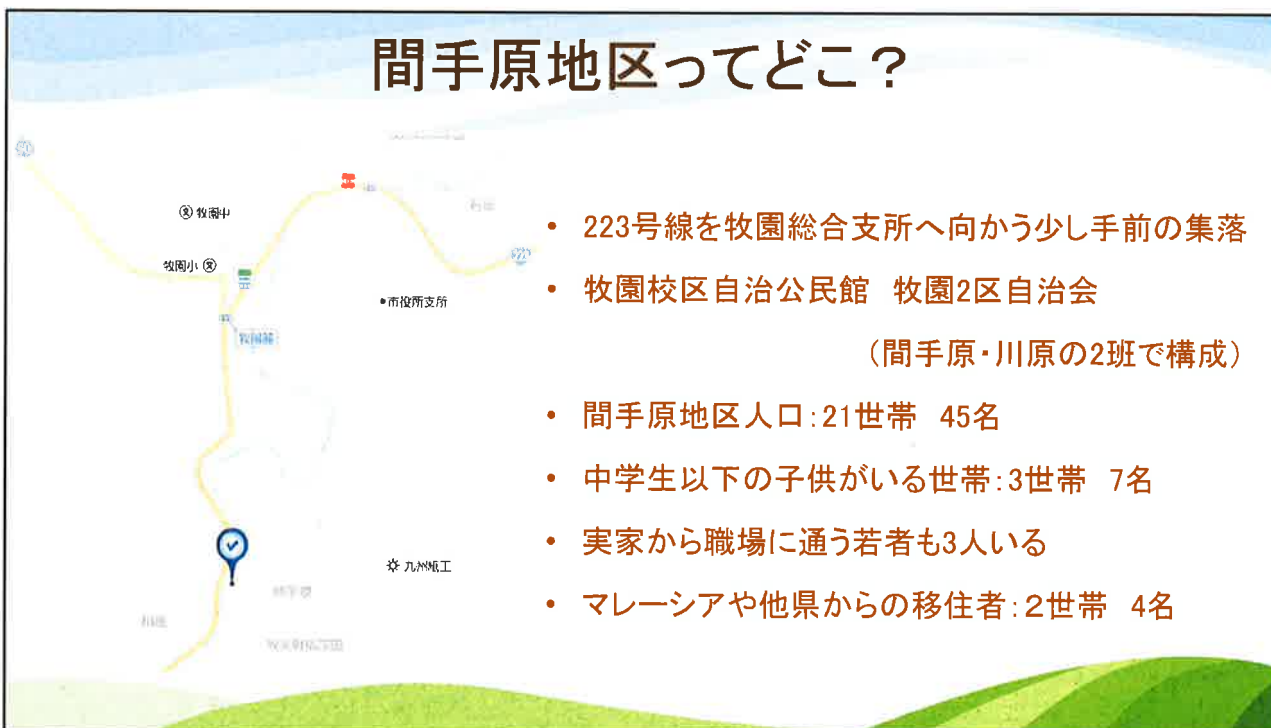 間手原地区ってどこ？
牧園中
牧園小
市役所支所
九州紙工
• 223号線を牧園総合支所へ向かう少し手前の集落
• 牧園校区自治公民館 牧園2区自治会
（間手原・川原の2班で構成）
• 間手原地区人口：21世帯 45名
• 中学生以下の子供がいる世帯：3世帯 7名
• 実家から職場に通う若者も3人いる
• マレーシアや他県からの移住者：２世帯 4名